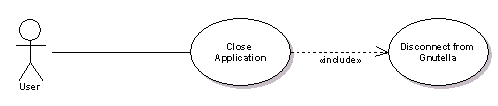 Close
Application
Disconnect from
Gnutella
«include»
User